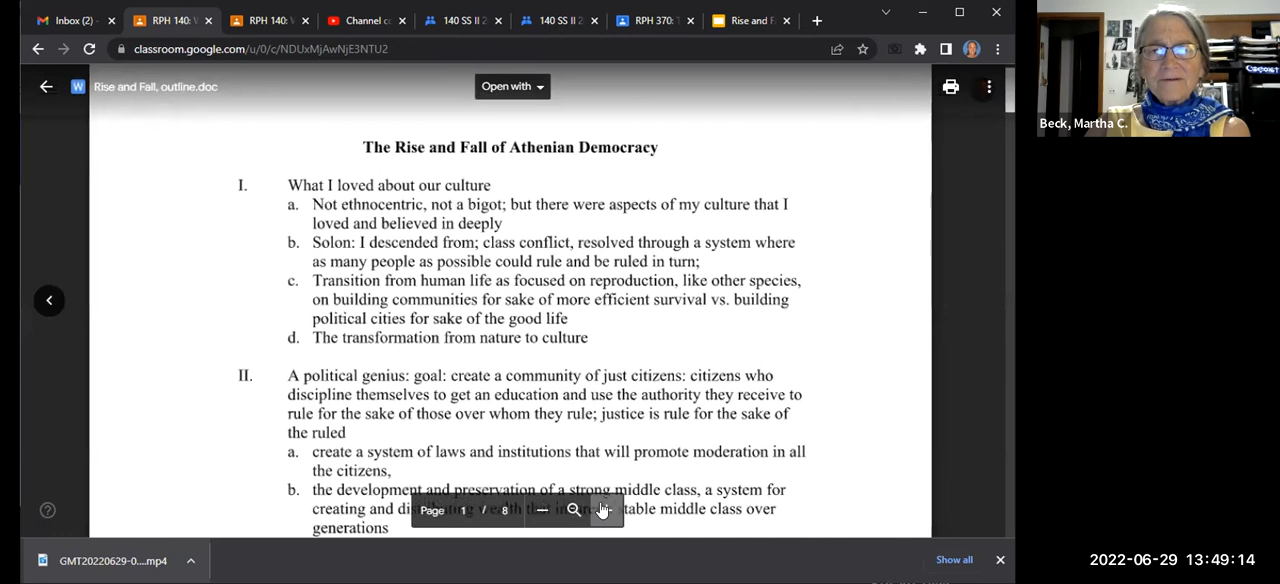 Inbox (2) -
RPH 140:
RPH 140:
Channel c
140 SS II 2
140 SS II 2
RPH 370:
Rise and F
classroom.google.com/u/0/c/NDUxMjAwNjE3NTU2
Rise and Fall, outline.doc
Open with
Beck, Martha C.
The Rise and Fall of Athenian Democracy
I. What I loved about our culture
a. Not ethnocentric, not a bigot; but there were aspects of my culture that I
loved and believed in deeply
b. Solon: I descended from; class conflict, resolved through a system where
as many people as possible could rule and be ruled in turn;
c. Transition from human life as focused on reproduction, like other species,
on building communities for sake of more efficient survival vs. building
political cities for sake of the good life
d. The transformation from nature to culture
II. A political genius: goal: create a community of just citizens: citizens who
discipline themselves to get an education and use the authority they receive to
rule for the sake of those over whom they rule; justice is rule for the sake of
the ruled
a. create a system of laws and institutions that will promote moderation in all
the citizens,
b. the development and preservation of a strong middle class, a system for
creating and distributing wealth that stable middle class over
generations
Page 1 / 8
GMT20220629-0....mp4
Show all
2022-06-29 13:49:14